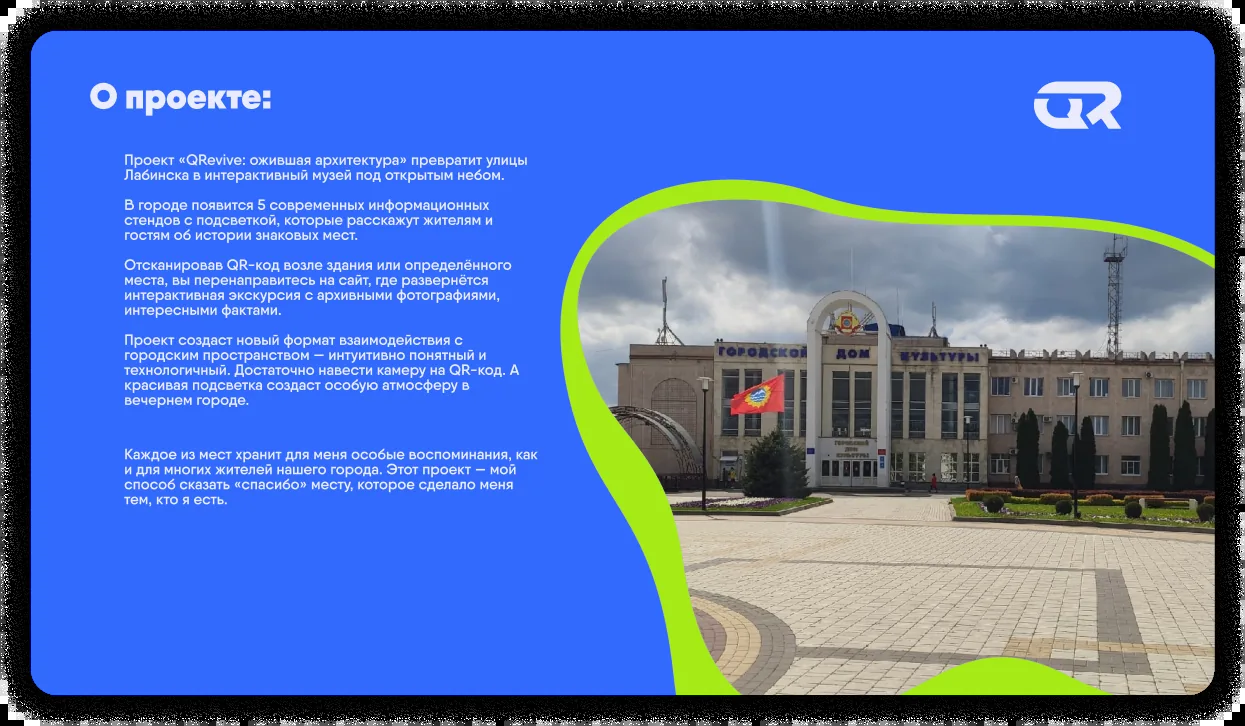 О проекте:
QR
Проект «QRevive: ожившая архитектура» превратит улицы
Лабинска в интерактивный музей под открытым небом.
В городе появится 5 современных информационных
стендов с подсветкой, которые расскажут жителям и
гостям об истории знаковых мест.
Отсканировав QR-код возле здания или определённого
места, вы перенаправитесь на сайт, где развернётся
интерактивная экскурсия с архивными фотографиями,
интересными фактами.
Проект создаст новый формат взаимодействия с
городским пространством — интуитивно понятный и
технологичный. Достаточно навести камеру на QR-код. А
красивая подсветка создаст особую атмосферу в
вечернем городе.
Каждое из мест хранит для меня особые воспоминания, как
и для многих жителей нашего города. Этот проект — мой
способ сказать «спасибо» месту, которое сделало меня
тем, кто я есть.
ГОРОДСКОЙ ДОМ КУЛЬТУРЫ
ГОРОДСКОЙ
ДОМ
КУЛЬТУРЫ